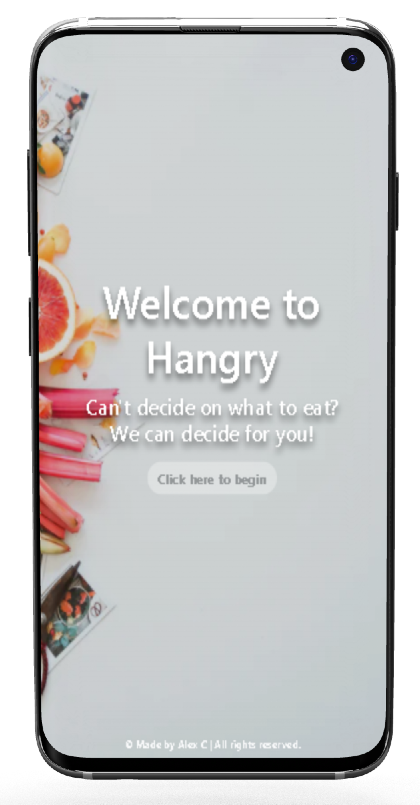 Welcome to
Hangry
Can't decide on what to eat?
We can decide for you!
Click here to begin
© Made by Alex C | All rights reserved.